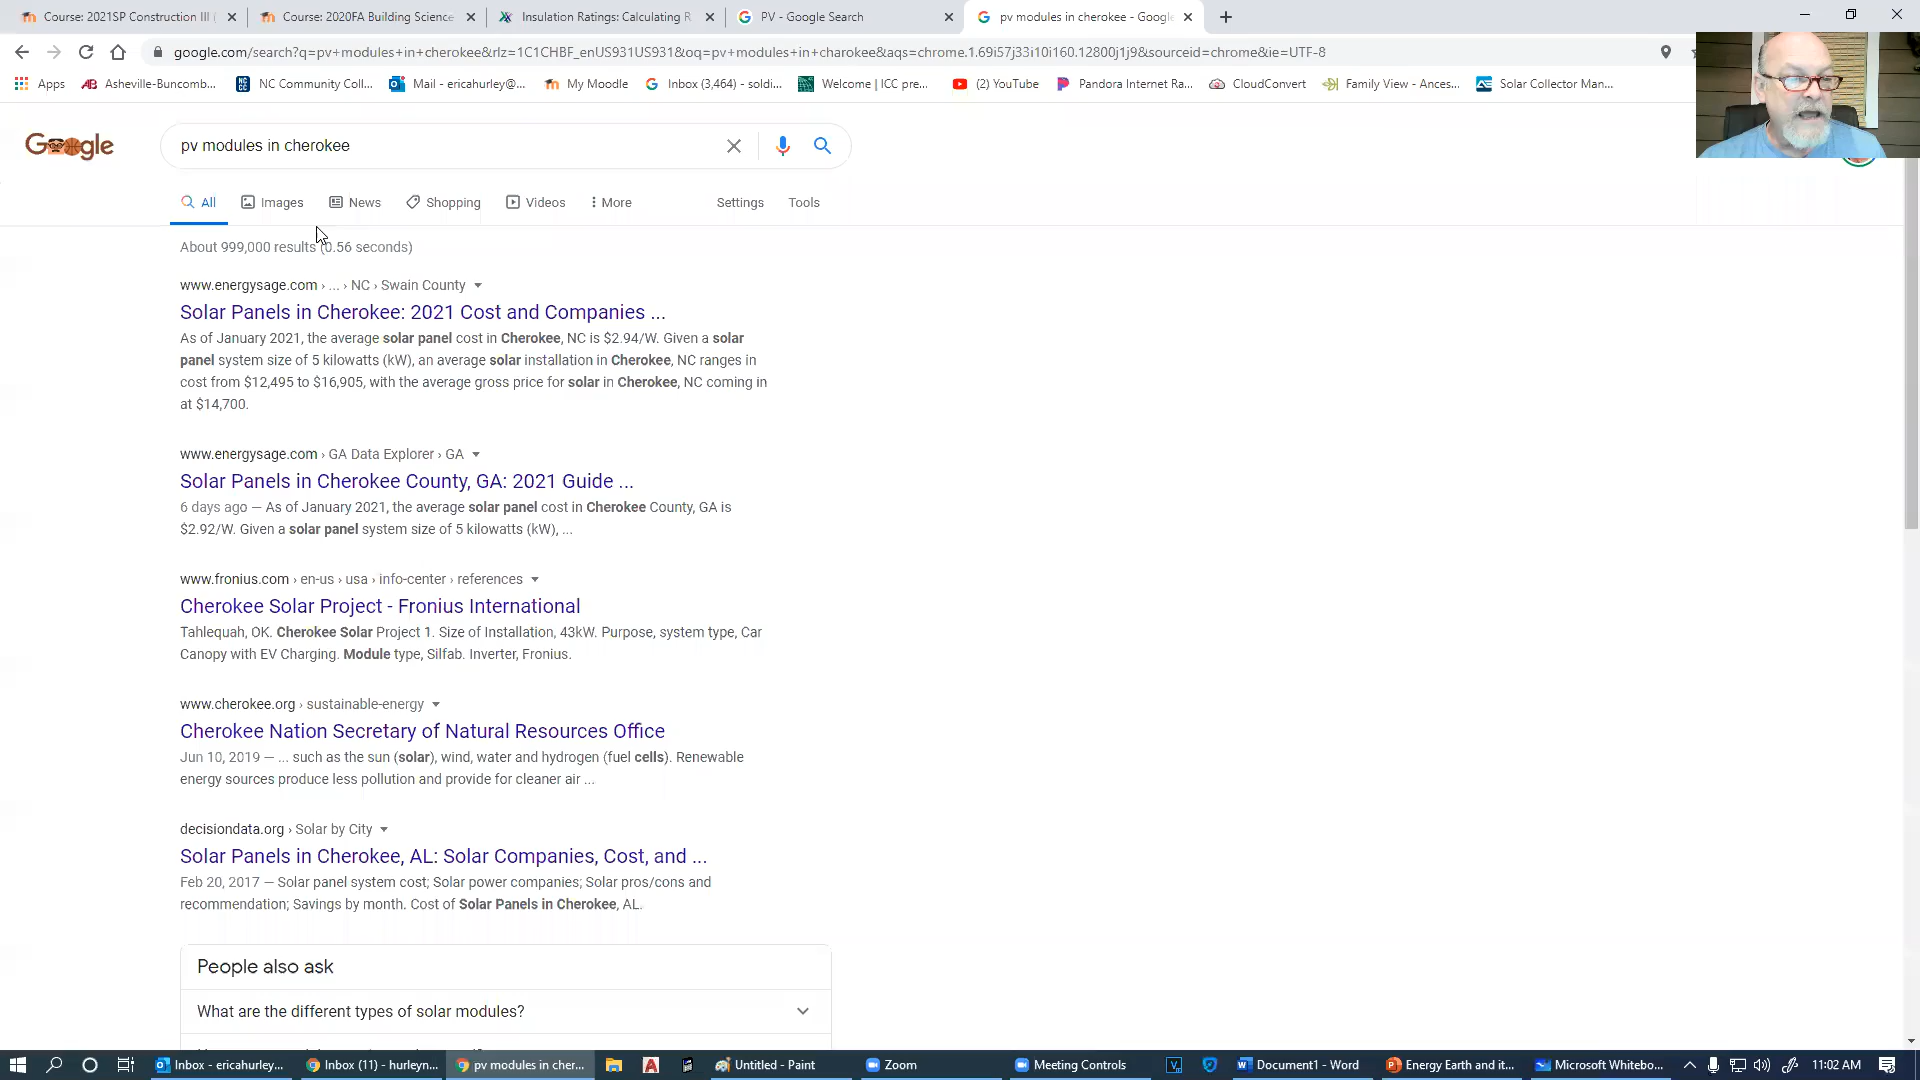 Course: 2021SP Construction III (
Course: 2020FA Building Science
Insulation Ratings: Calculating R
PV - Google Search
pv modules in cherokee - Google
google.com/search?q=pv+modules+in+cherokee&rlz=1C1CHBF_enUS931US931&oq=pv+modules+in+charokee&aqs=chrome.1.69i57j33i10i160.12800j1j9&sourceid=chrome&ie=UTF-8
Apps
Asheville-Buncomb...
NC Community Coll...
Mail - ericahurley@...
My Moodle
Inbox (3,464) - soldi...
Welcome | ICC pre...
(2) YouTube
Pandora Internet Ra...
CloudConvert
Family View - Ances...
Solar Collector Man...
Google
pv modules in cherokee
All
Images
News
Shopping
Videos
More
Settings
Tools
About 999,000 results (0.56 seconds)
www.energysage.com › ... › NC › Swain County
Solar Panels in Cherokee: 2021 Cost and Companies ...
As of January 2021, the average solar panel cost in Cherokee, NC is $2.94/W. Given a solar
panel system size of 5 kilowatts (kW), an average solar installation in Cherokee, NC ranges in
cost from $12,495 to $16,905, with the average gross price for solar in Cherokee, NC coming in
at $14,700.
www.energysage.com › GA Data Explorer › GA
Solar Panels in Cherokee County, GA: 2021 Guide ...
6 days ago — As of January 2021, the average solar panel cost in Cherokee County, GA is
$2.92/W. Given a solar panel system size of 5 kilowatts (kW), ...
www.fronius.com › en-us › usa › info-center › references
Cherokee Solar Project - Fronius International
Tahlequah, OK. Cherokee Solar Project 1. Size of Installation, 43kW. Purpose, system type, Car
Canopy with EV Charging. Module type, Silfab. Inverter, Fronius.
www.cherokee.org › sustainable-energy
Cherokee Nation Secretary of Natural Resources Office
Jun 10, 2019 — ... such as the sun (solar), wind, water and hydrogen (fuel cells). Renewable
energy sources produce less pollution and provide for cleaner air ...
decisiondata.org › Solar by City
Solar Panels in Cherokee, AL: Solar Companies, Cost, and ...
Feb 20, 2017 — Solar panel system cost; Solar power companies; Solar pros/cons and
recommendation; Savings by month. Cost of Solar Panels in Cherokee, AL.
People also ask
What are the different types of solar modules?
Inbox - ericahurley...
Inbox (11) - hurleyn...
pv modules in cher...
Untitled - Paint
Zoom
Meeting Controls
Document1 - Word
Energy Earth and it...
Microsoft Whitebo...
11:02 AM